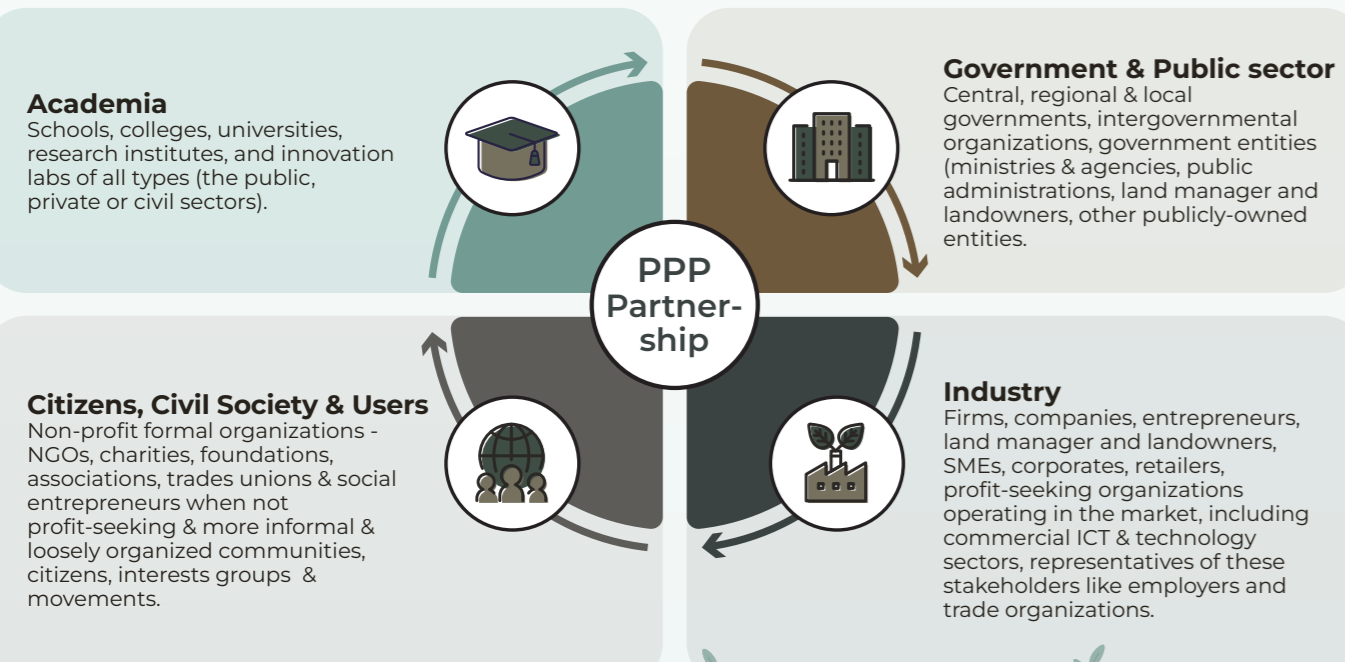 Academia
Schools, colleges, universities,
research institutes, and innovation
labs of all types (the public,
private or civil sectors).
Government & Public sector
Central, regional & local
governments, intergovernmental
organizations, government entities
(ministries & agencies, public
administrations, land manager and
landowners, other publicly-owned
entities.
PPP
Partner-
ship
Citizens, Civil Society & Users
Non-profit formal organizations -
NGOs, charities, foundations,
associations, trades unions & social
entrepreneurs when not
profit-seeking & more informal &
loosely organized communities,
citizens, interests groups  &
movements.
Industry
Firms, companies, entrepreneurs,
land manager and landowners,
SMEs, corporates, retailers,
profit-seeking organizations
operating in the market, including
commercial ICT & technology
sectors, representatives of these
stakeholders like employers and
trade organizations.